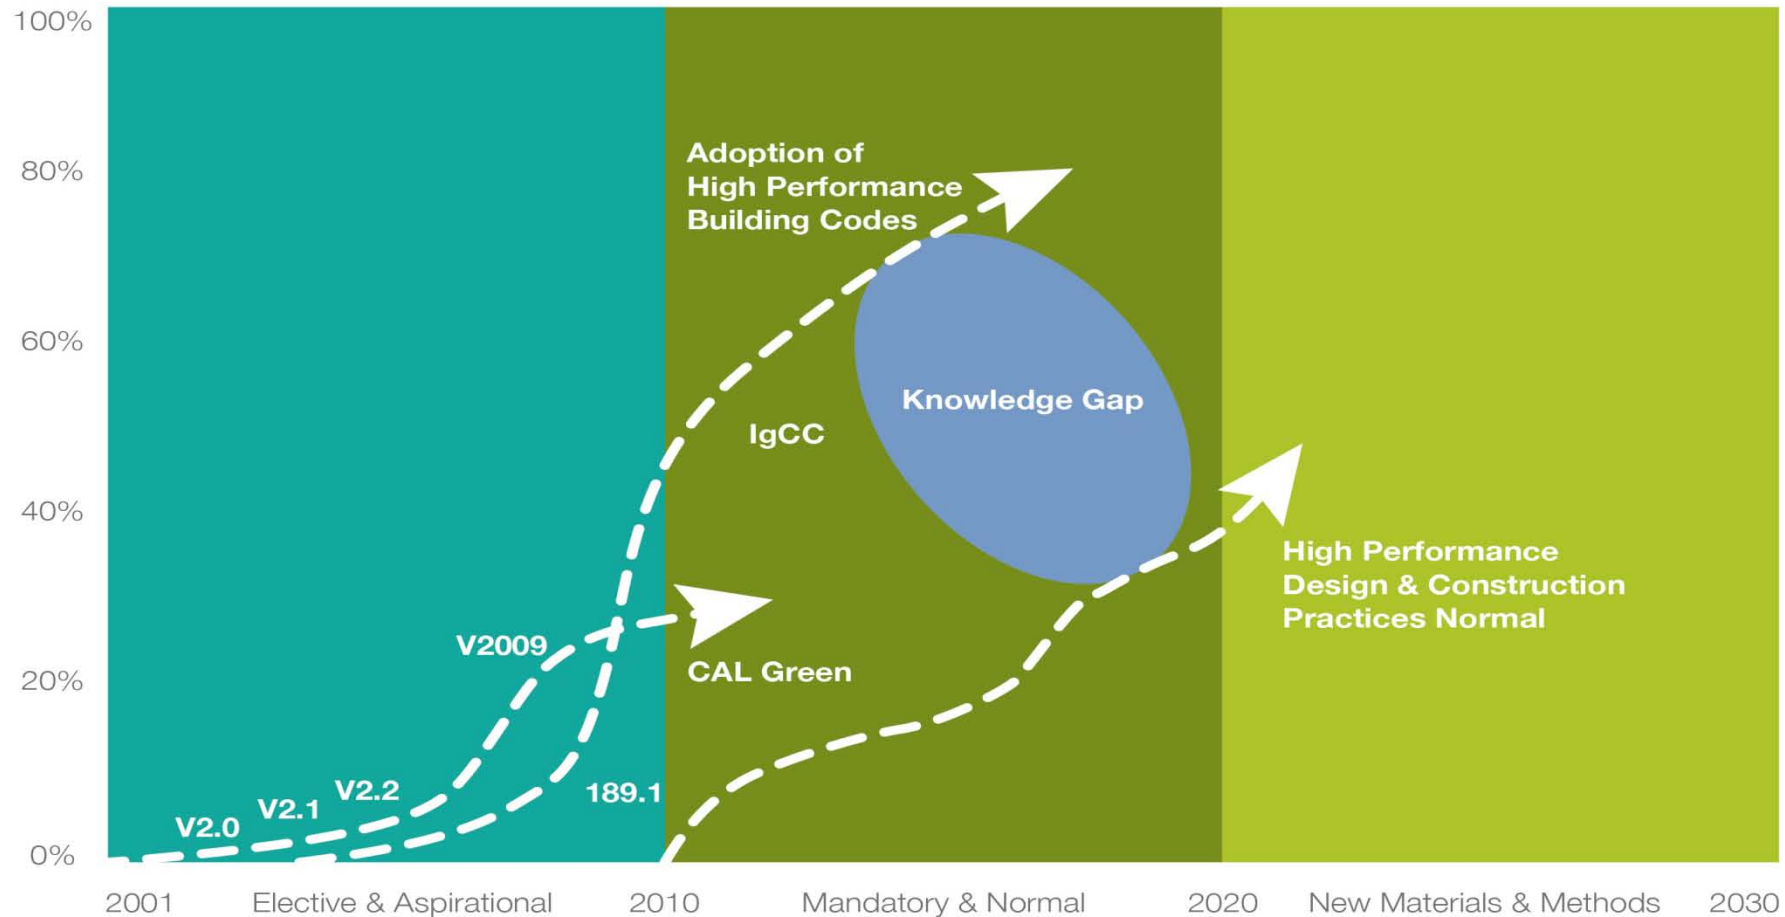 100%
80%
60%
40%
20%
0%
Adoption of
High Performance
Building Codes
Knowledge Gap
IgCC
High Performance
Design & Construction
Practices Normal
V2009
CAL Green
V2.2
189.1
V2.1
V2.0
2001 Elective & Aspirational 2010 Mandatory & Normal 2020 New Materials & Methods 2030